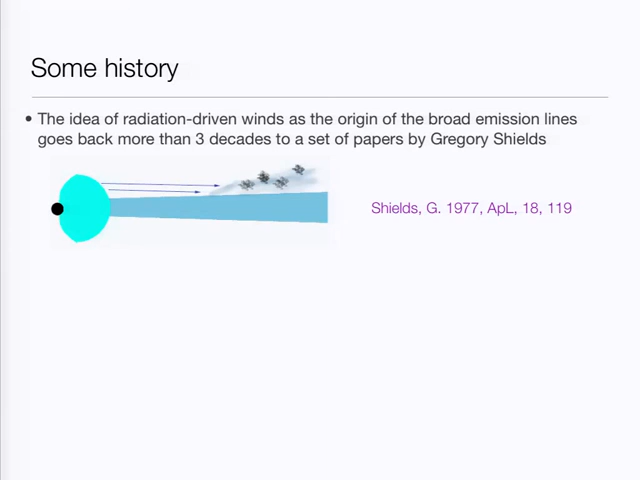 Some history
• The idea of radiation-driven winds as the origin of the broad emission lines
goes back more than 3 decades to a set of papers by Gregory Shields
Shields, G. 1977, ApL, 18, 119